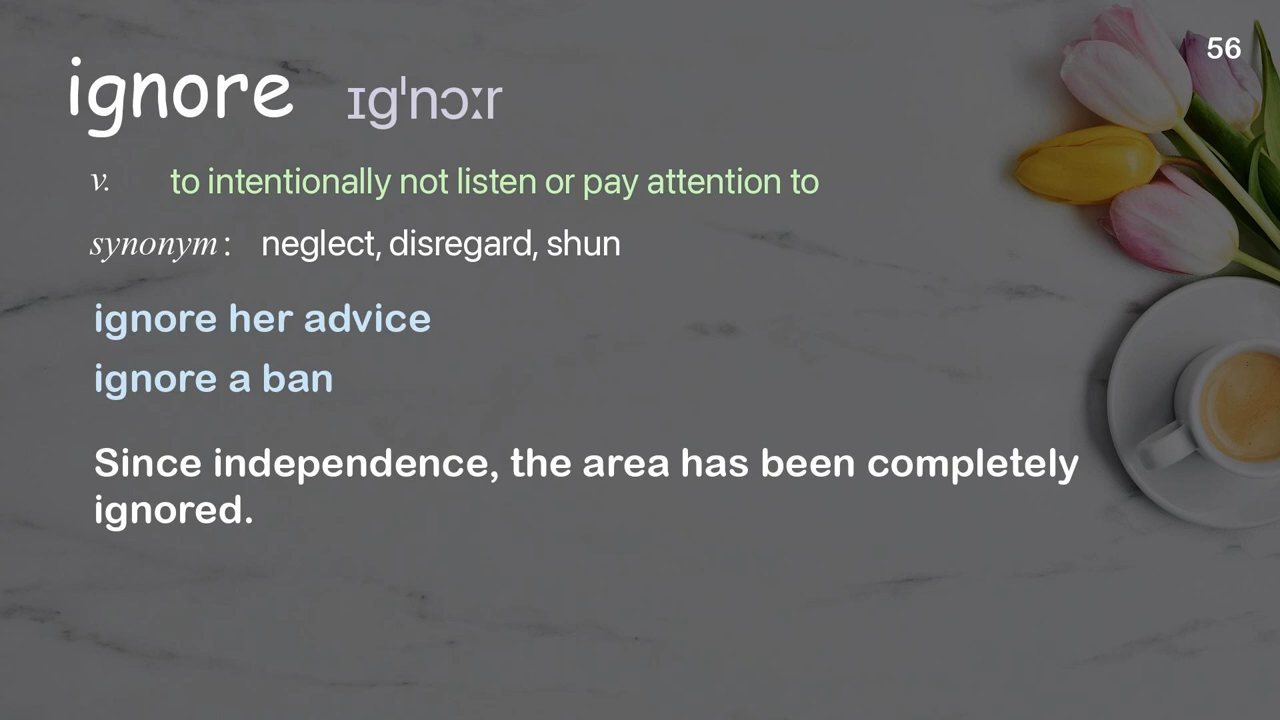 56
ignore ɪgˈnɔːr
v. to intentionally not listen or pay attention to
synonym: neglect, disregard, shun
ignore her advice
ignore a ban
Since independence, the area has been completely
ignored.